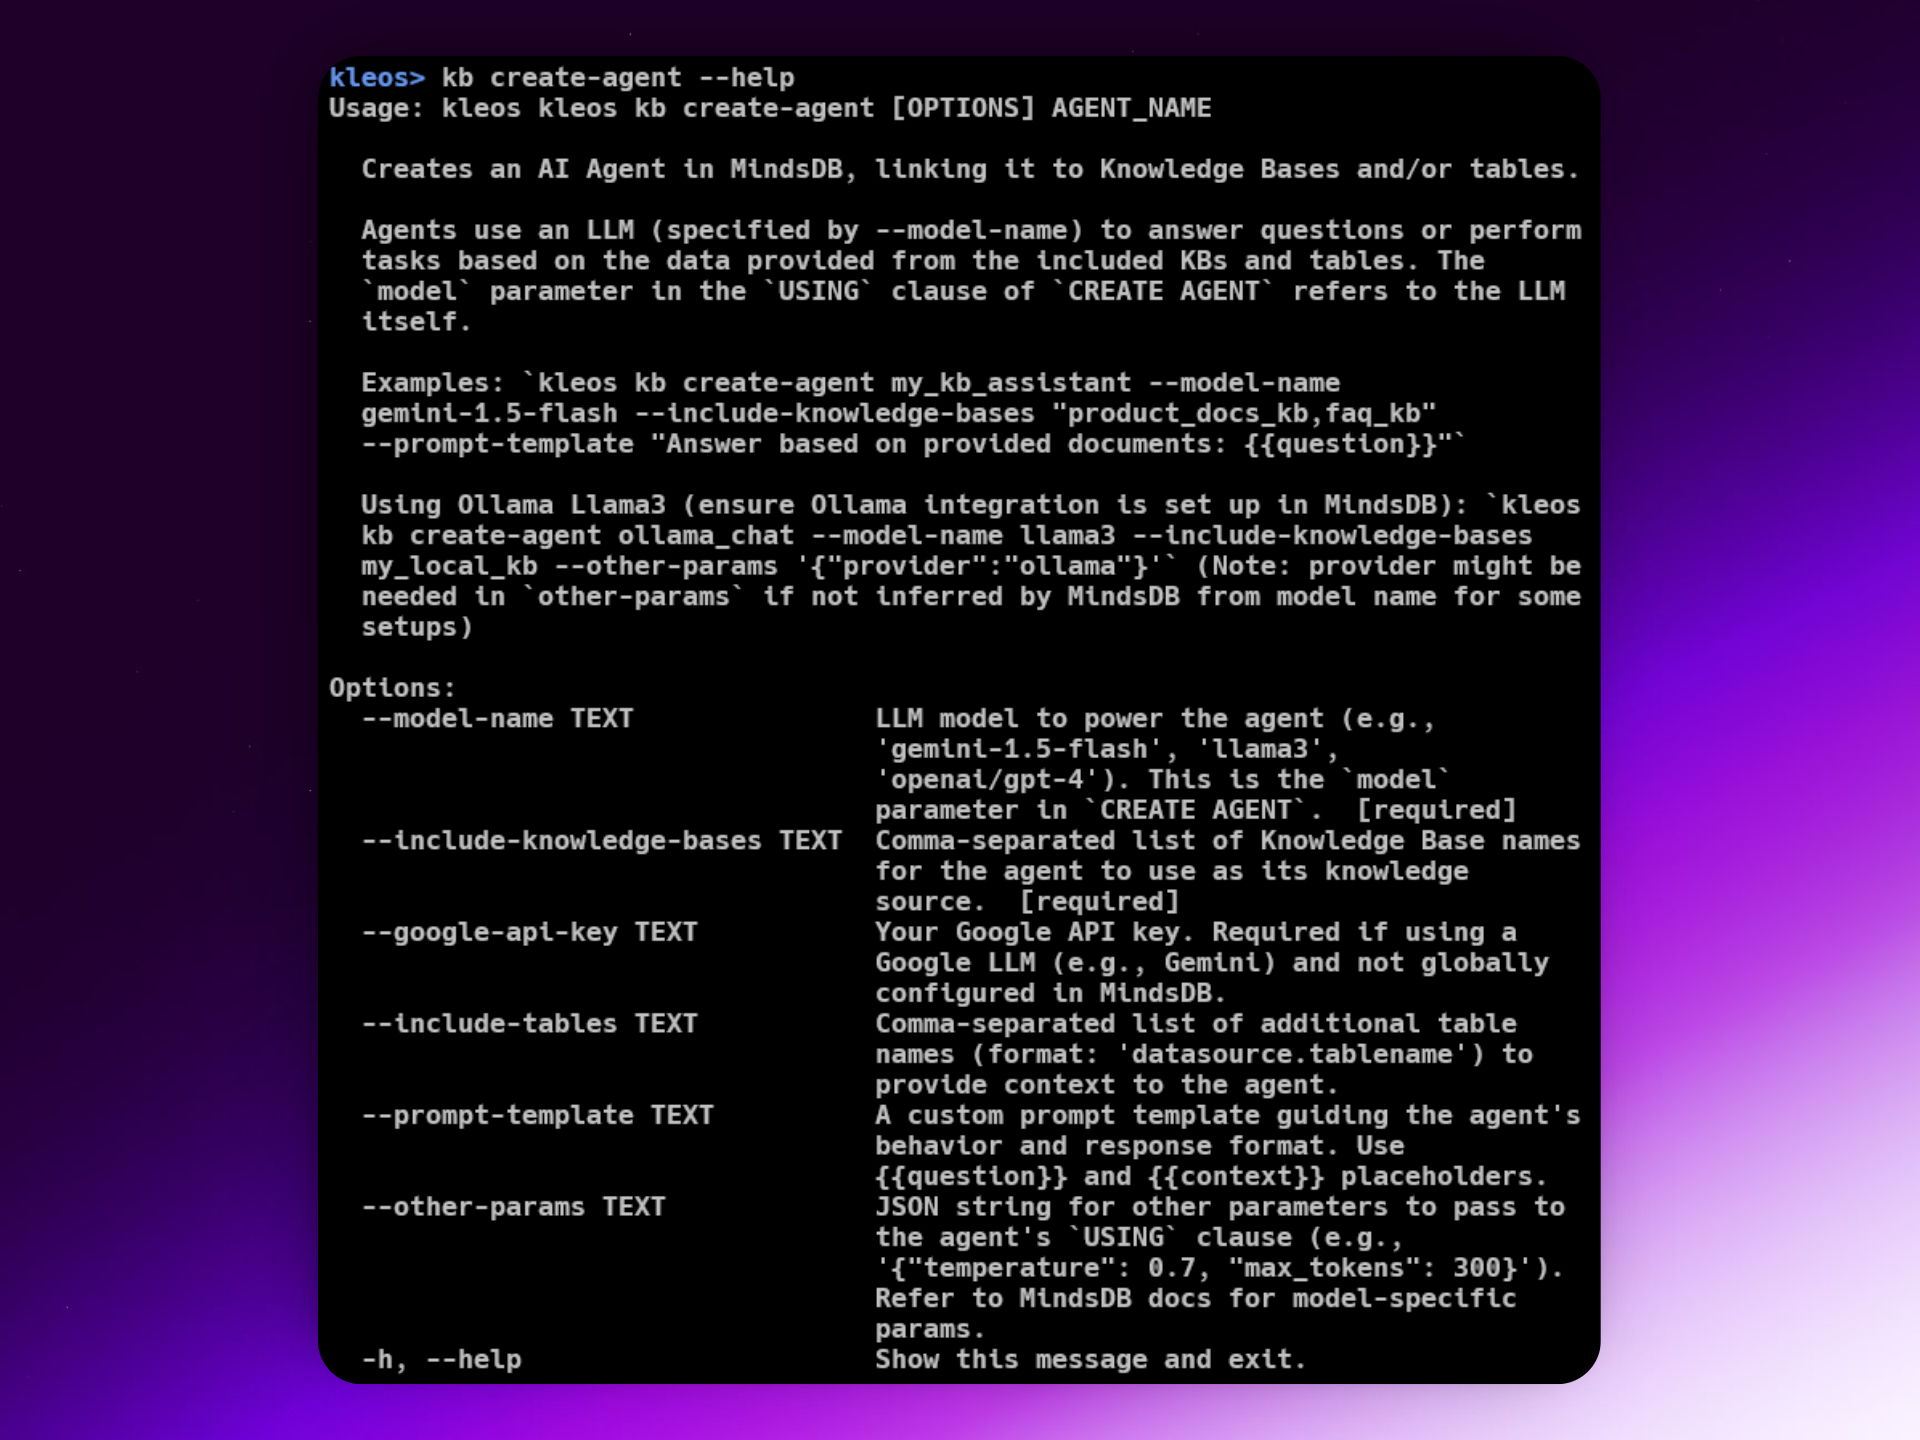 kleos> kb create-agent --help
Usage: kleos kleos kb create-agent [OPTIONS] AGENT_NAME
Creates an AI Agent in MindsDB, linking it to Knowledge Bases and/or tables.
Agents use an LLM (specified by --model-name) to answer questions or perform
tasks based on the data provided from the included KBs and tables. The
`model` parameter in the `USING` clause of `CREATE AGENT` refers to the LLM
itself.
Examples: `kleos kb create-agent my_kb_assistant --model-name
gemini-1.5-flash --include-knowledge-bases "product_docs_kb,faq_kb"
--prompt-template "Answer based on provided documents: {{question}}"`
Using Ollama Llama3 (ensure Ollama integration is set up in MindsDB): `kleos
kb create-agent ollama_chat --model-name llama3 --include-knowledge-bases
my_local_kb --other-params '{"provider":"ollama"}'` (Note: provider might be
needed in `other-params` if not inferred by MindsDB from model name for some
setups)
Options:
--model-name TEXT LLM model to power the agent (e.g.,
'gemini-1.5-flash', 'llama3',
'openai/gpt-4'). This is the `model`
parameter in `CREATE AGENT`. [required]
--include-knowledge-bases TEXT Comma-separated list of Knowledge Base names
for the agent to use as its knowledge
source. [required]
--google-api-key TEXT Your Google API key. Required if using a
Google LLM (e.g., Gemini) and not globally
configured in MindsDB.
--include-tables TEXT Comma-separated list of additional table
names (format: 'datasource.tablename') to
provide context to the agent.
--prompt-template TEXT A custom prompt template guiding the agent's
behavior and response format. Use
{{question}} and {{context}} placeholders.
--other-params TEXT JSON string for other parameters to pass to
the agent's `USING` clause (e.g.,
'{"temperature": 0.7, "max_tokens": 300}').
Refer to MindsDB docs for model-specific
params.
-h, --help Show this message and exit.